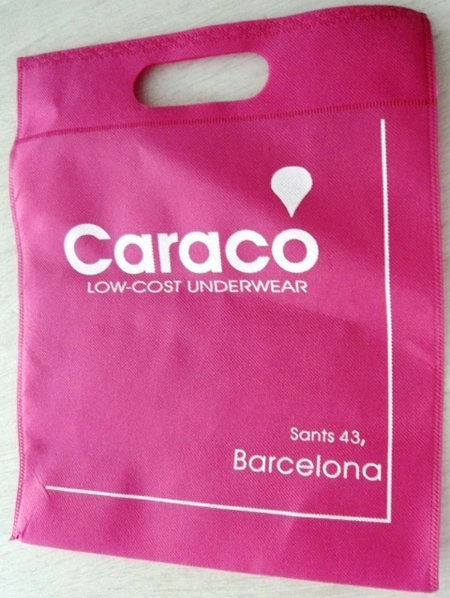 Caraco
LOW-COST UNDERWEAR
Sants 43,
Barcelona